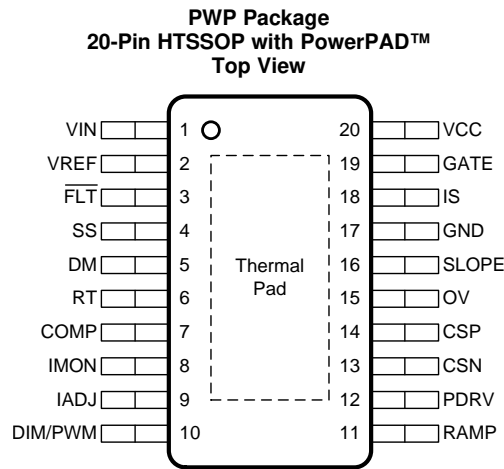 PWP Package
20-Pin HTSSOP with PowerPAD™
Top View
VIN 1 20 VCC
VREF 2 19 GATE
FLT 3 18 IS
SS 4 17 GND
DM 5 16 SLOPE
RT 6 15 OV
COMP 7 14 CSP
IMON 8 13 CSN
IADJ 9 12 PDRV
DIM/PWM 10 11 RAMP
Thermal
Pad